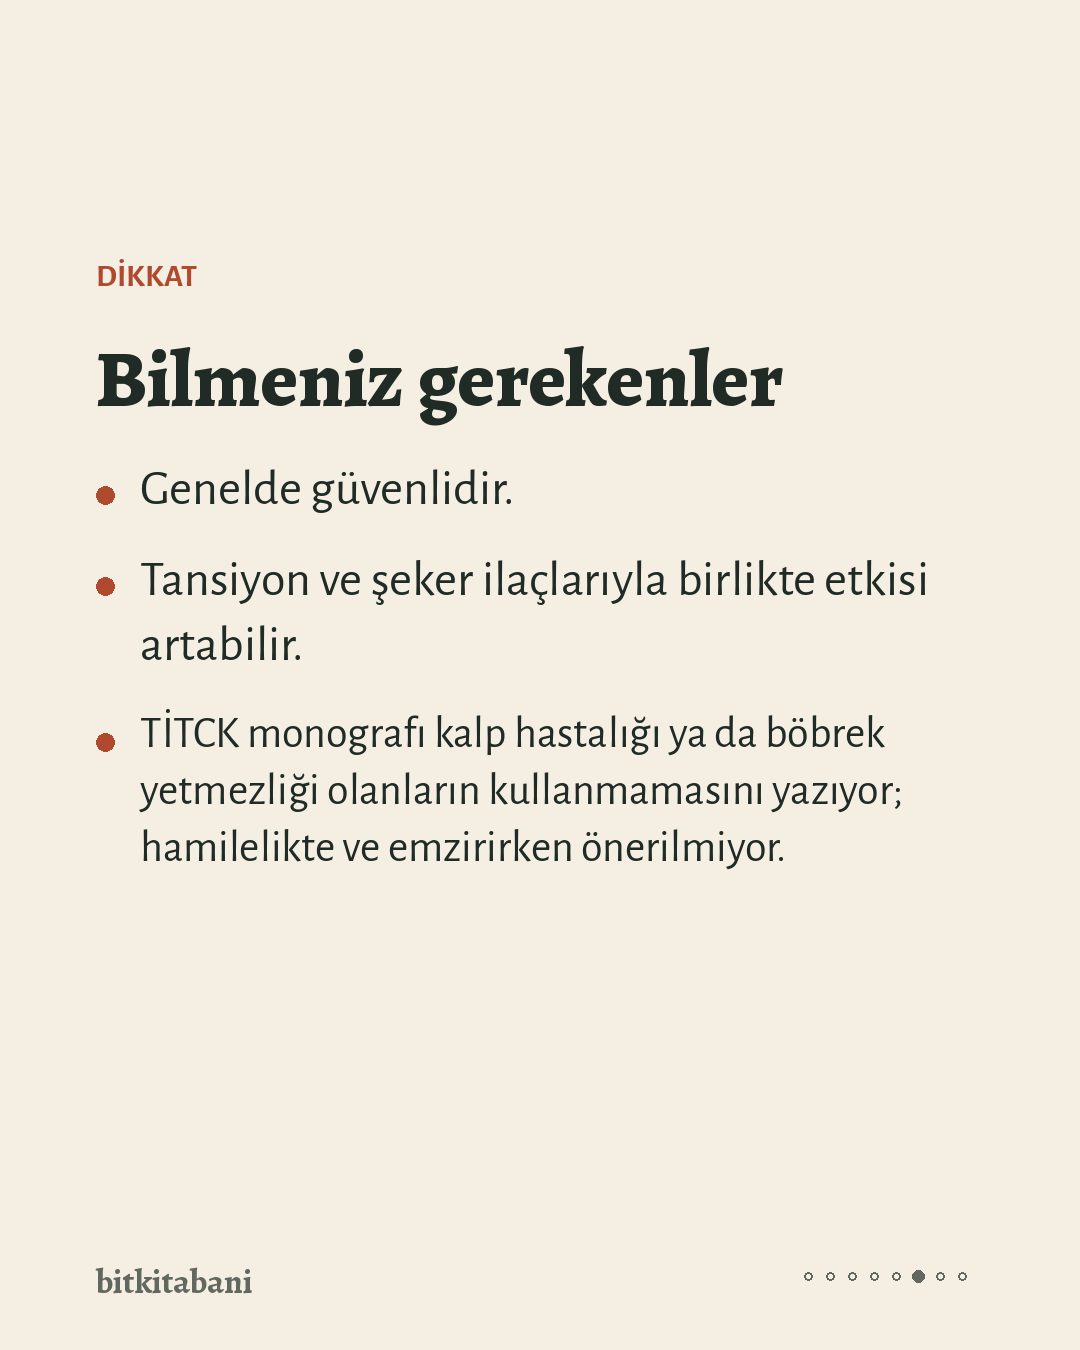 DİKKAT
Bilmeniz gerekenler
Genelde güvenlidir.
Tansiyon ve şeker ilaçlarıyla birlikte etkisi
artabilir.
TİTCK monografı kalp hastalığı ya da böbrek
yetmezliği olanların kullanmamasını yazıyor;
hamilelikte ve emzirirken önerilmiyor.
bitkitabani